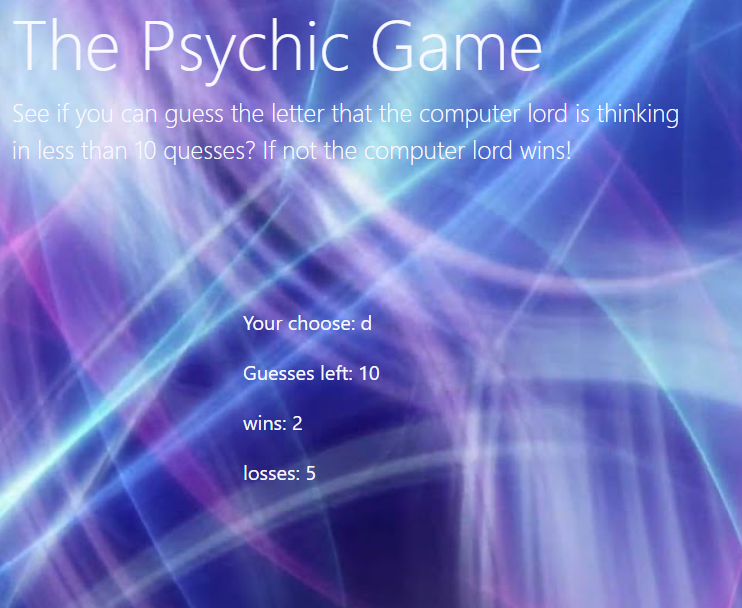 The Psychic Game
See if you can guess the letter that the computer lord is thinking
in less than 10 quesses? If not the computer lord wins!
Your choose: d
Guesses left: 10
wins: 2
losses: 5